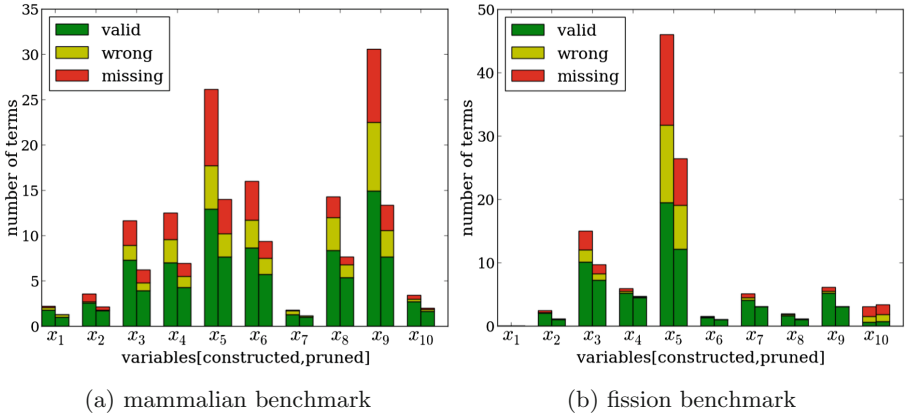 35
30
25
20
15
10
5
0
number of terms
valid
wrong
missing
x1 x2 x3 x4 x5 x6 x7 x8 x9 x10
variables[constructed,pruned]
(a) mammalian benchmark
50
40
30
20
10
0
number of terms
valid
wrong
missing
x1 x2 x3 x4 x5 x6 x7 x8 x9 x10
variables[constructed,pruned]
(b) fission benchmark